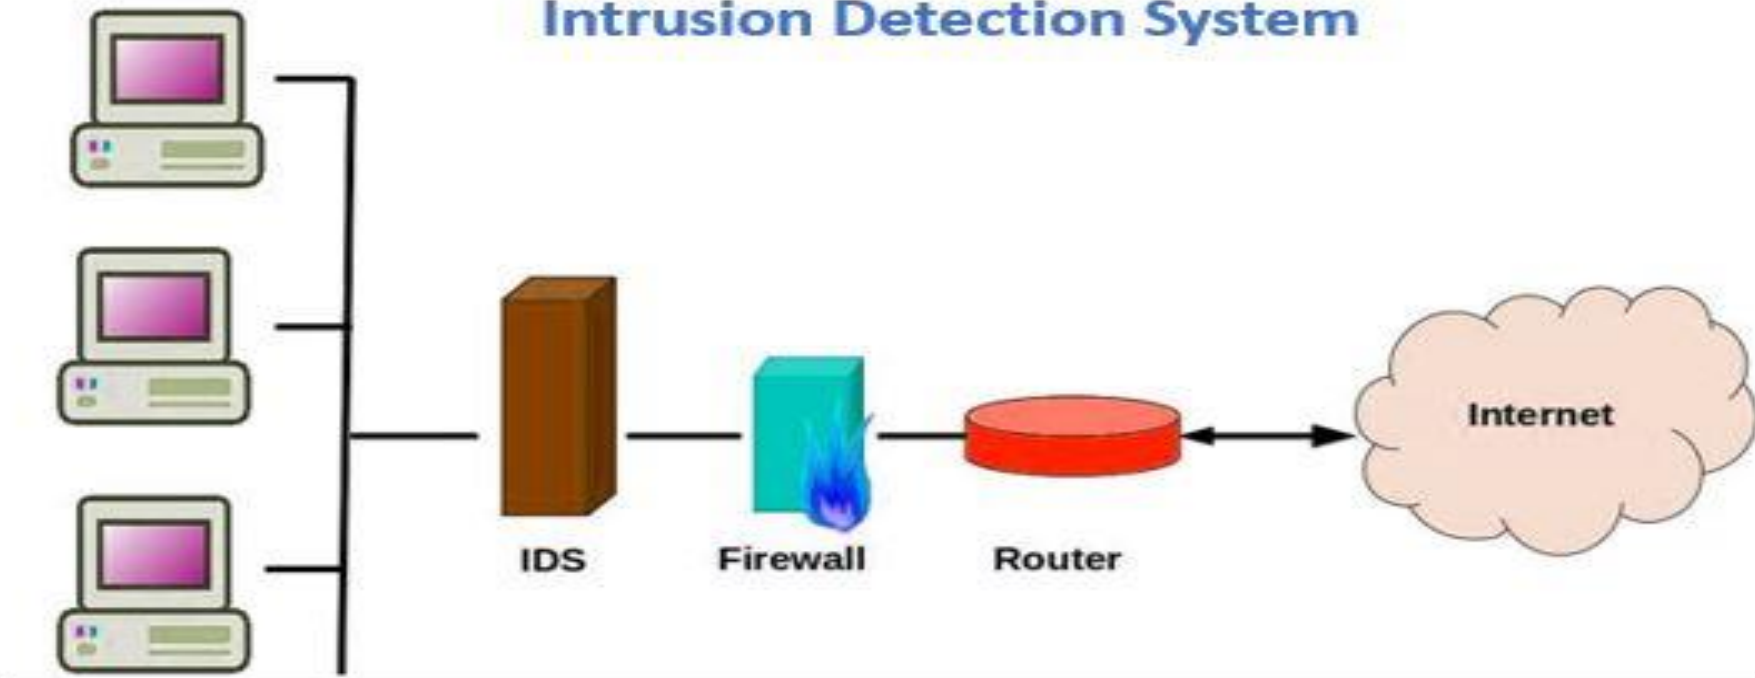 Intrusion Detection System
Internet
IDS
Firewall
Router